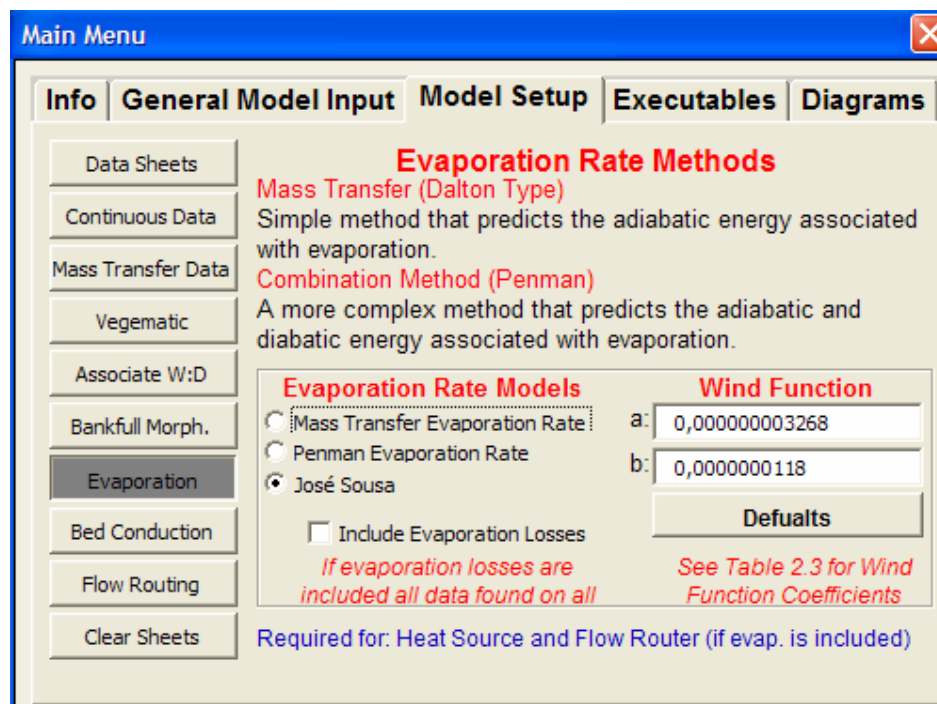 Main Menu
Info General Model Input Model Setup Executables Diagrams
Data Sheets
Continuous Data
Mass Transfer Data
Vegematic
Associate W:D
Bankfull Morph.
Evaporation
Bed Conduction
Flow Routing
Clear Sheets
Evaporation Rate Methods
Mass Transfer (Dalton Type)
Simple method that predicts the adiabatic energy associated
with evaporation.
Combination Method (Penman)
A more complex method that predicts the adiabatic and
diabatic energy associated with evaporation.
Evaporation Rate Models
Mass Transfer Evaporation Rate
Penman Evaporation Rate
José Sousa
Include Evaporation Losses
If evaporation losses are
included all data found on all
Wind Function
a: 0,000000003268
b: 0,0000000118
Defualts
See Table 2.3 for Wind
Function Coefficients
Required for: Heat Source and Flow Router (if evap. is included)